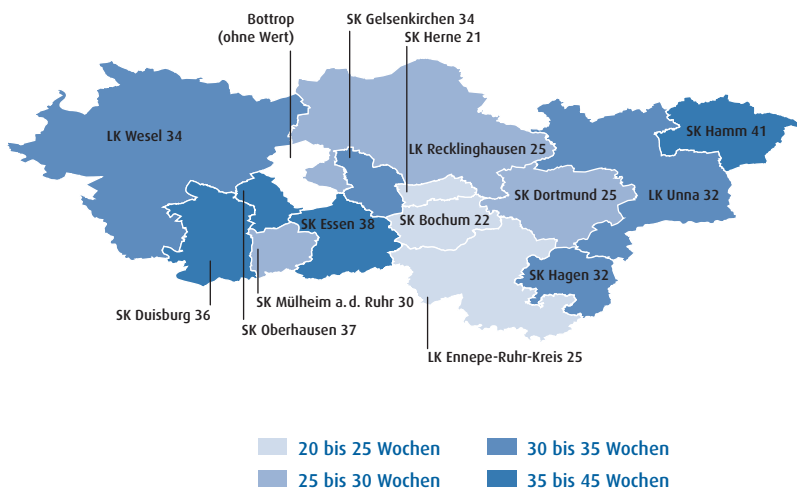 Bottrop
(ohne Wert)
SK Gelsenkirchen 34
SK Herne 21
LK Wesel 34
SK Hamm 41
LK Recklinghausen 25
SK Dortmund 25
LK Unna 32
SK Essen 38
SK Bochum 22
SK Hagen 32
SK Duisburg 36
SK Mülheim a.d. Ruhr 30
SK Oberhausen 37
LK Ennepe-Ruhr-Kreis 25
20 bis 25 Wochen
30 bis 35 Wochen
25 bis 30 Wochen
35 bis 45 Wochen